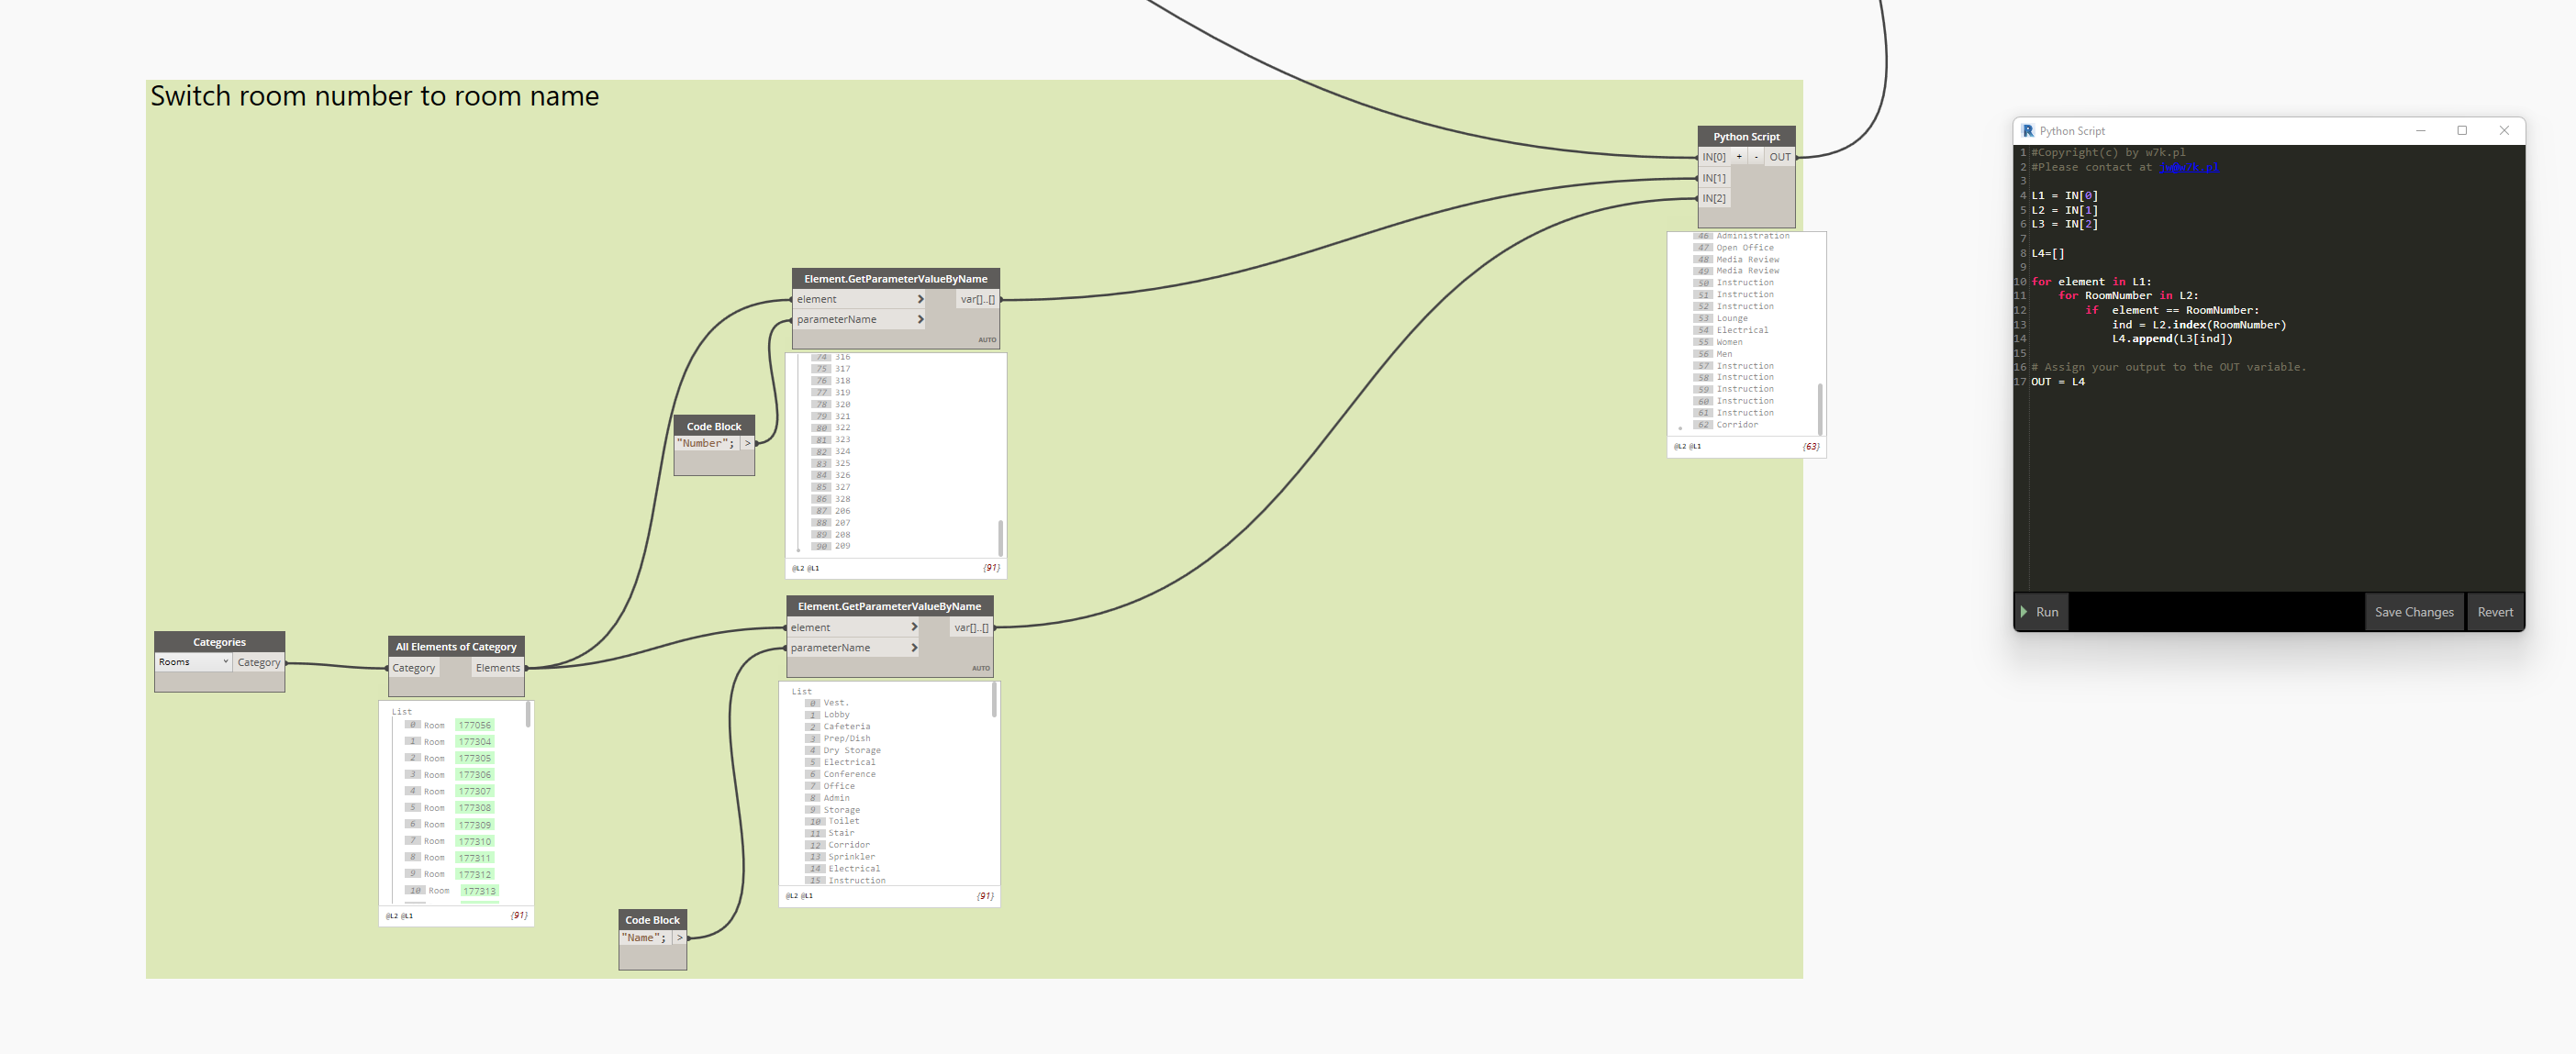 Switch room number to room name
Python Script
IN[0] + - OUT
IN[1]
IN[2]
46 Administration
47 Open Office
48 Media Review
49 Media Review
50 Instruction
51 Instruction
52 Instruction
53 Lounge
54 Electrical
55 Women
56 Men
57 Instruction
58 Instruction
59 Instruction
60 Instruction
61 Instruction
62 Corridor
@L2 @L1 {63}
Element.GetParameterValueByName
element > var[]..[]
parameterName >
AUTO
74 316
75 317
76 318
77 319
78 320
79 321
80 322
81 323
82 324
83 325
84 326
85 327
86 328
87 206
88 207
89 208
90 209
@L2 @L1 {91}
Code Block
"Number"; >
Element.GetParameterValueByName
element > var[]..[]
parameterName >
AUTO
List
0 Vest.
1 Lobby
2 Cafeteria
3 Prep/Dish
4 Dry Storage
5 Electrical
6 Conference
7 Office
8 Admin
9 Storage
10 Toilet
11 Stair
12 Corridor
13 Sprinkler
14 Electrical
15 Instruction
@L2 @L1 {91}
Categories
Rooms Category
All Elements of Category
Category Elements
List
0 Room 177056
1 Room 177304
2 Room 177305
3 Room 177306
4 Room 177307
5 Room 177308
6 Room 177309
7 Room 177310
8 Room 177311
9 Room 177312
10 Room 177313
@L2 @L1 {91}
Code Block
"Name"; >
R Python Script
1 #Copyright(c) by w7k.pl
2 #Please contact at
3
4 L1 = IN[0]
5 L2 = IN[1]
6 L3 = IN[2]
7
8 L4=[]
9
10 for element in L1:
11 for RoomNumber in L2:
12 if element == RoomNumber:
13 ind = L2.index(RoomNumber)
14 L4.append(L3[ind])
15
16 # Assign your output to the OUT variable.
17 OUT = L4
Run Save Changes Revert